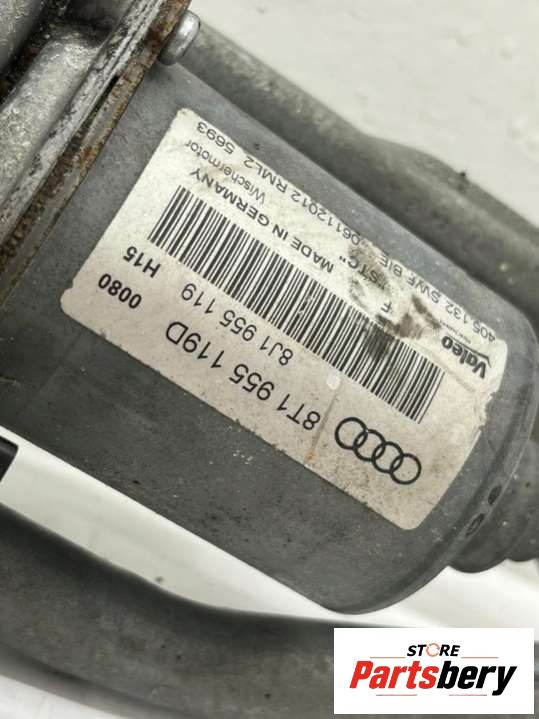 8T1 955 119D
8J1 955 119
0080 H15
F "STC" MADE IN GERMANY
Valeo
405.132 SWF BIE 06112912 RML2 5693
Wischermotor
STORE
Partsbery